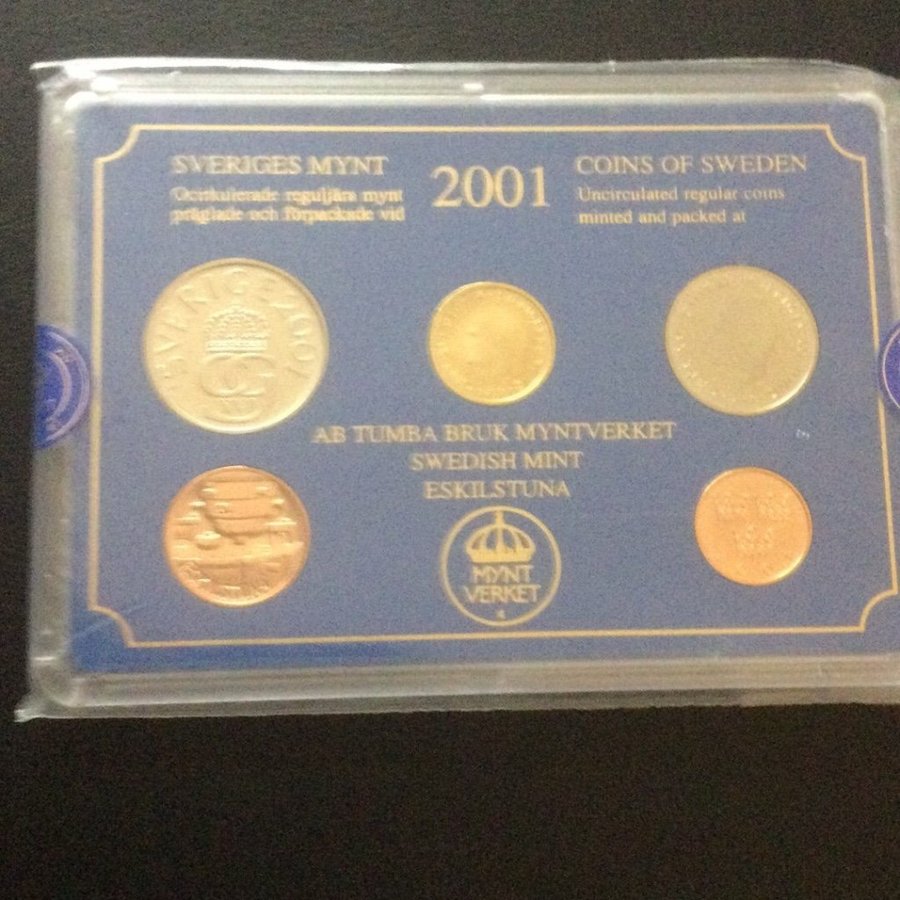 SVERIGES MYNT
Ocirkulerade reguljära mynt
präglade och förpackade vid
2001
COINS OF SWEDEN
Uncirculated regular coins
minted and packed at
SVERIGE 2001
AB TUMBA BRUK MYNTVERKET
SWEDISH MINT
ESKILSTUNA
MYNT
VERKET